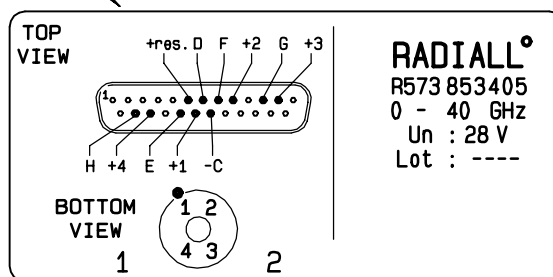 TOP
VIEW
+res. D F +2 G +3
1
H +4 E +1 -C
BOTTOM
VIEW
1 2
4 3
1 2
RADIALL°
R573 853405
0 - 40 GHz
Un : 28 V
Lot : ----